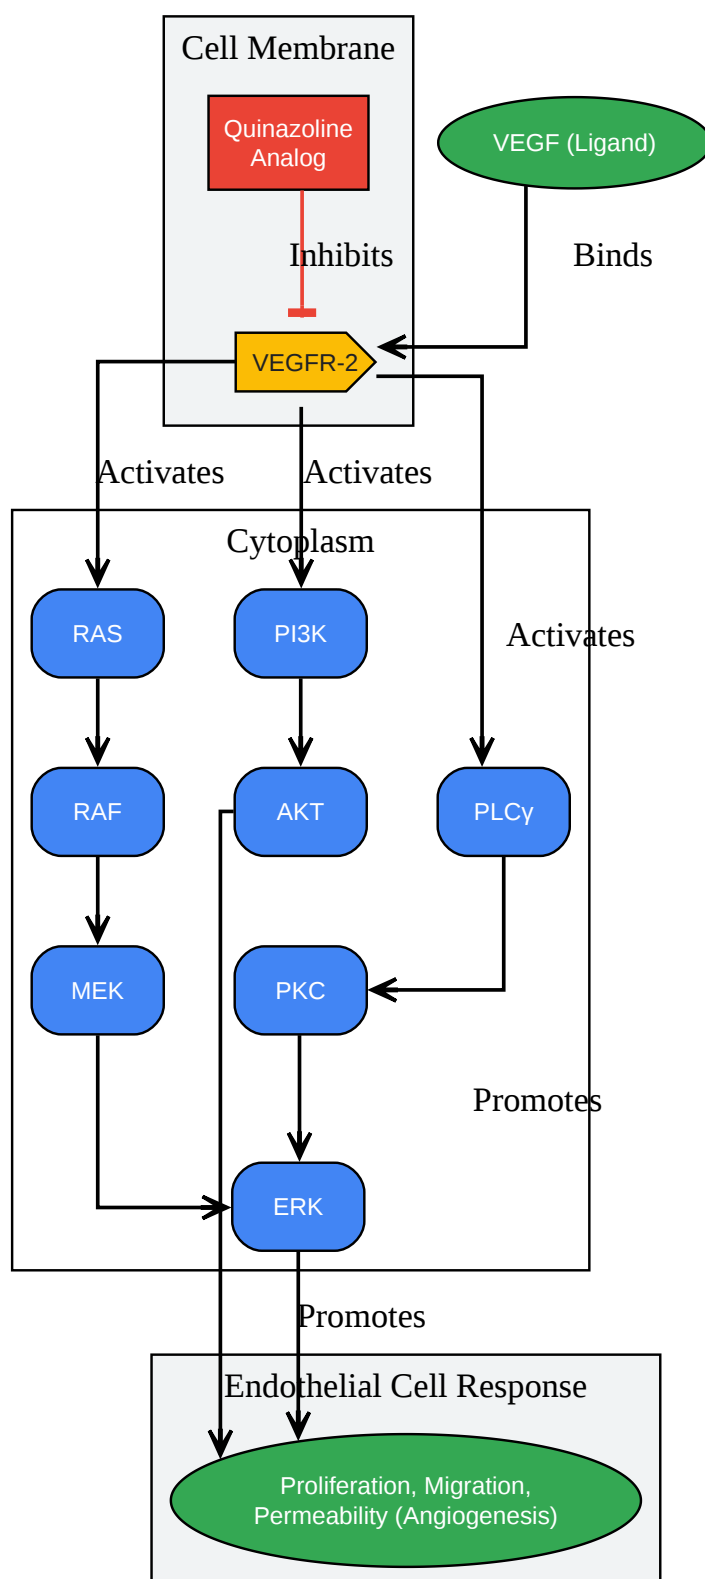 Cell Membrane
Quinazoline
Analog
VEGF (Ligand)
Inhibits
Binds
VEGFR-2
Activates
Activates
Cytoplasm
RAS
PI3K
Activates
RAF
AKT
PLCγ
MEK
PKC
Promotes
ERK
Promotes
Endothelial Cell Response
Proliferation, Migration,
Permeability (Angiogenesis)